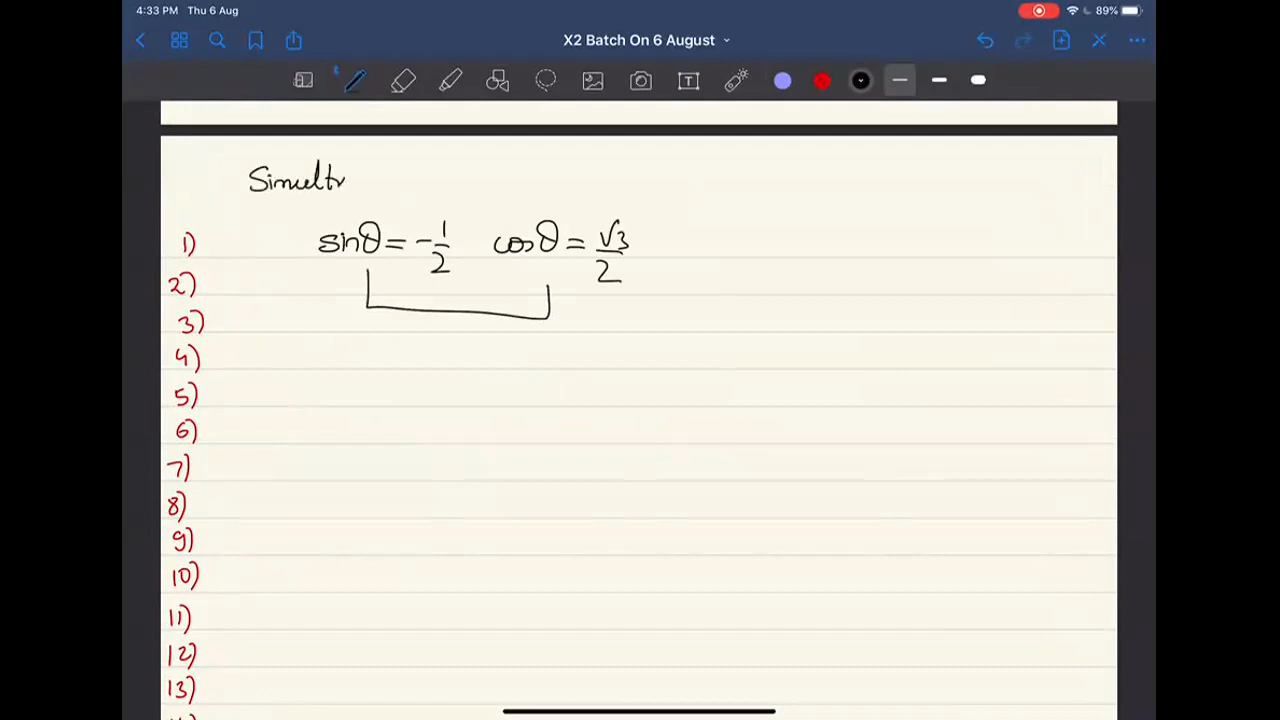 4:33 PM Thu 6 Aug
89%
X2 Batch On 6 August
T
Simultr
1) sinθ = -1/2 cosθ = √3/2
2)
3)
4)
5)
6)
7)
8)
9)
10)
11)
12)
13)